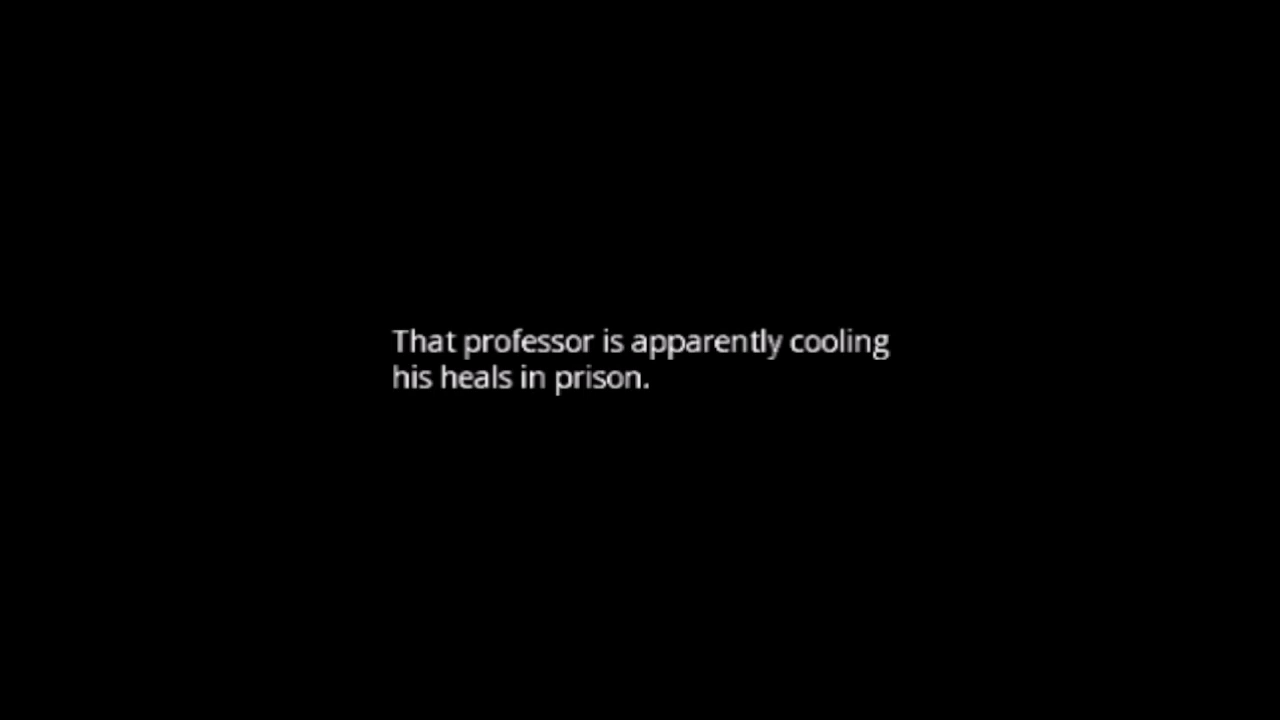 That professor is apparently cooling
his heals in prison.